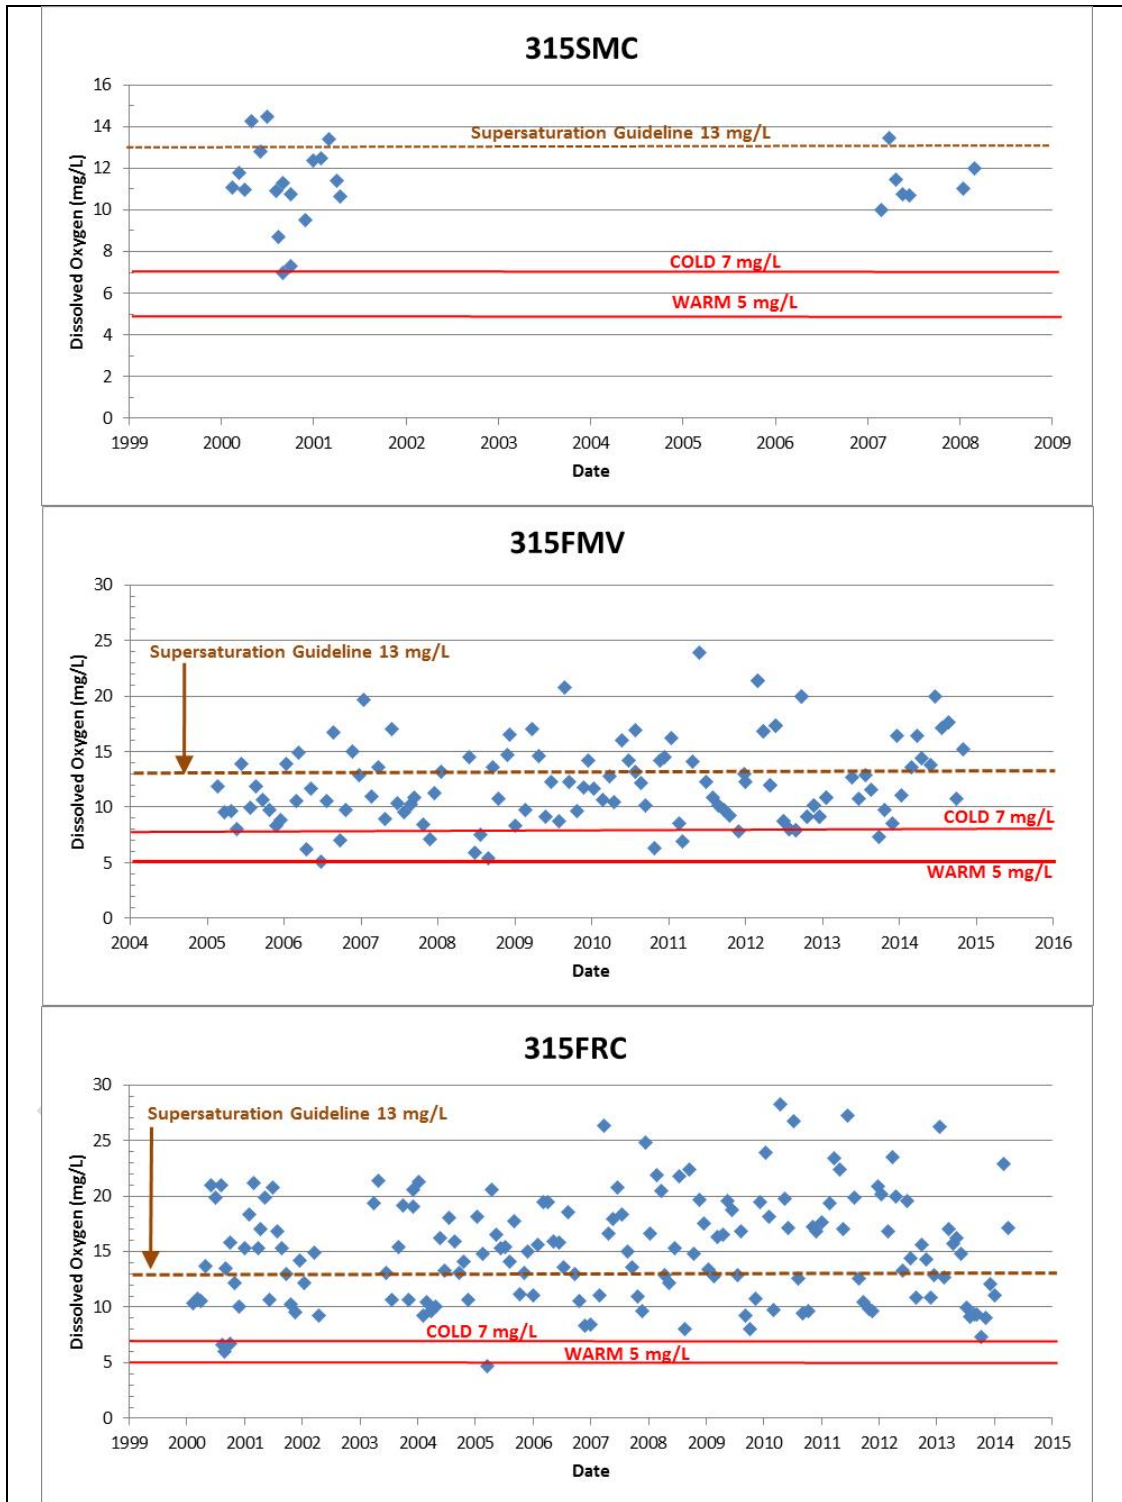 315SMC
16
14
12
10
8
6
4
2
0
Dissolved Oxygen (mg/L)
Supersaturation Guideline 13 mg/L
COLD 7 mg/L
WARM 5 mg/L
1999 2000 2001 2002 2003 2004 2005 2006 2007 2008 2009
Date
315FMV
30
25
20
15
10
5
0
Dissolved Oxygen (mg/L)
Supersaturation Guideline 13 mg/L
COLD 7 mg/L
WARM 5 mg/L
2004 2005 2006 2007 2008 2009 2010 2011 2012 2013 2014 2015 2016
Date
315FRC
30
25
20
15
10
5
0
Dissolved Oxygen (mg/L)
Supersaturation Guideline 13 mg/L
COLD 7 mg/L
WARM 5 mg/L
1999 2000 2001 2002 2003 2004 2005 2006 2007 2008 2009 2010 2011 2012 2013 2014 2015
Date